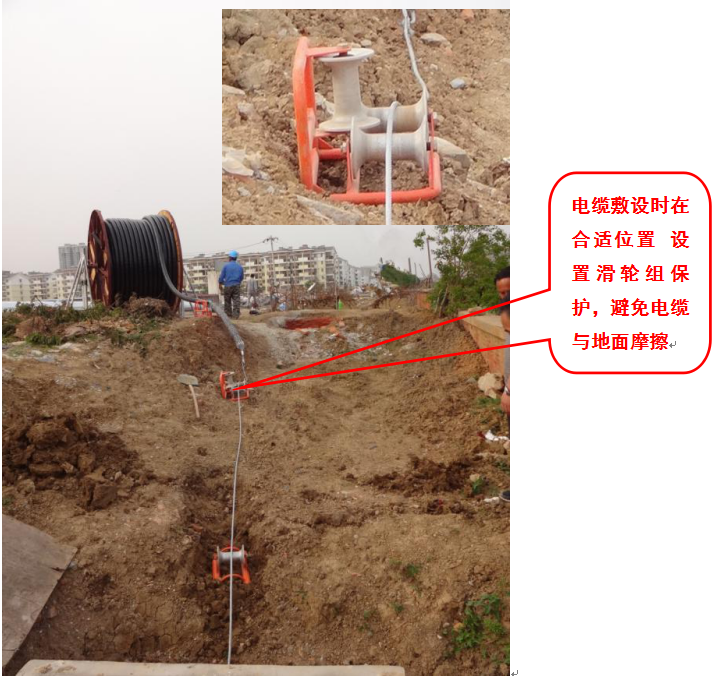 电缆敷设时在
合适位置 设
置滑轮组保
护，避免电缆
与地面摩擦